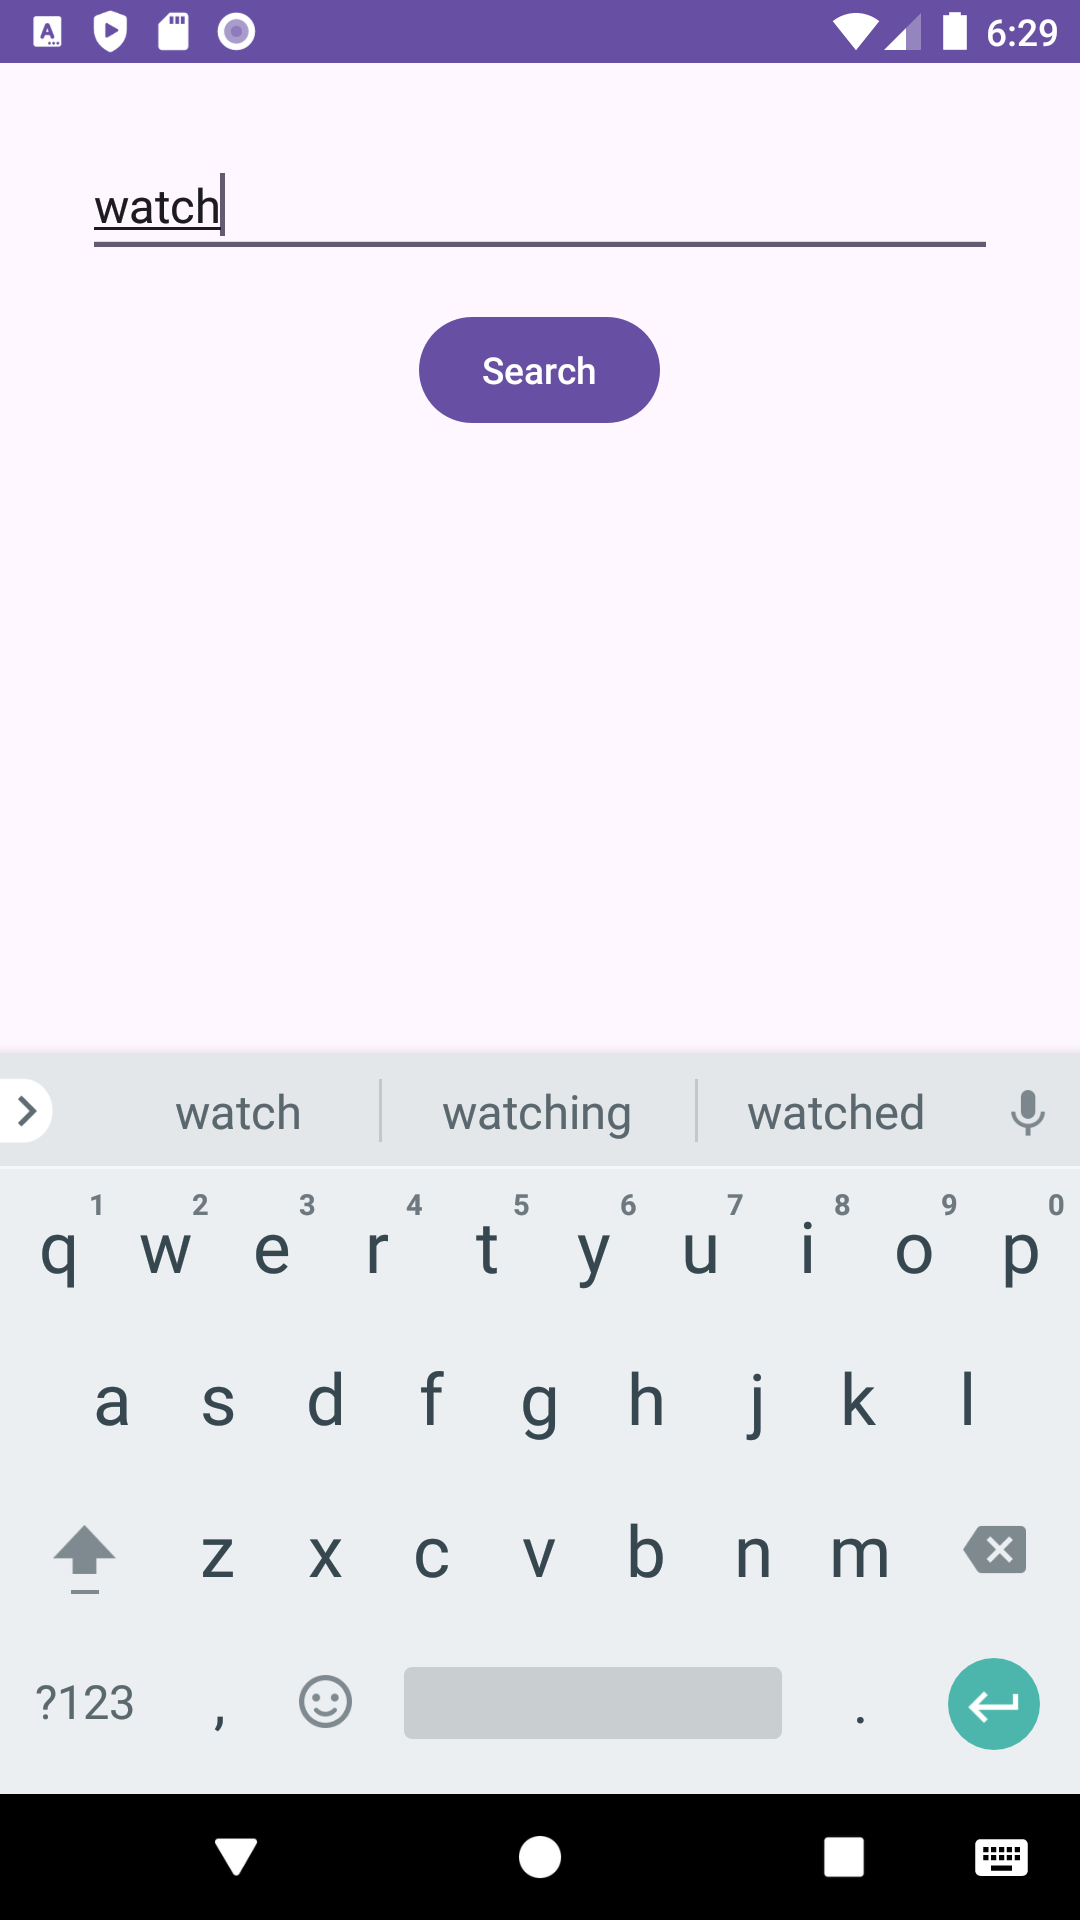 6:29
watch
Search
watch watching watched
1 2 3 4 5 6 7 8 9 0
q w e r t y u i o p
a s d f g h j k l
z x c v b n m
?123 , .